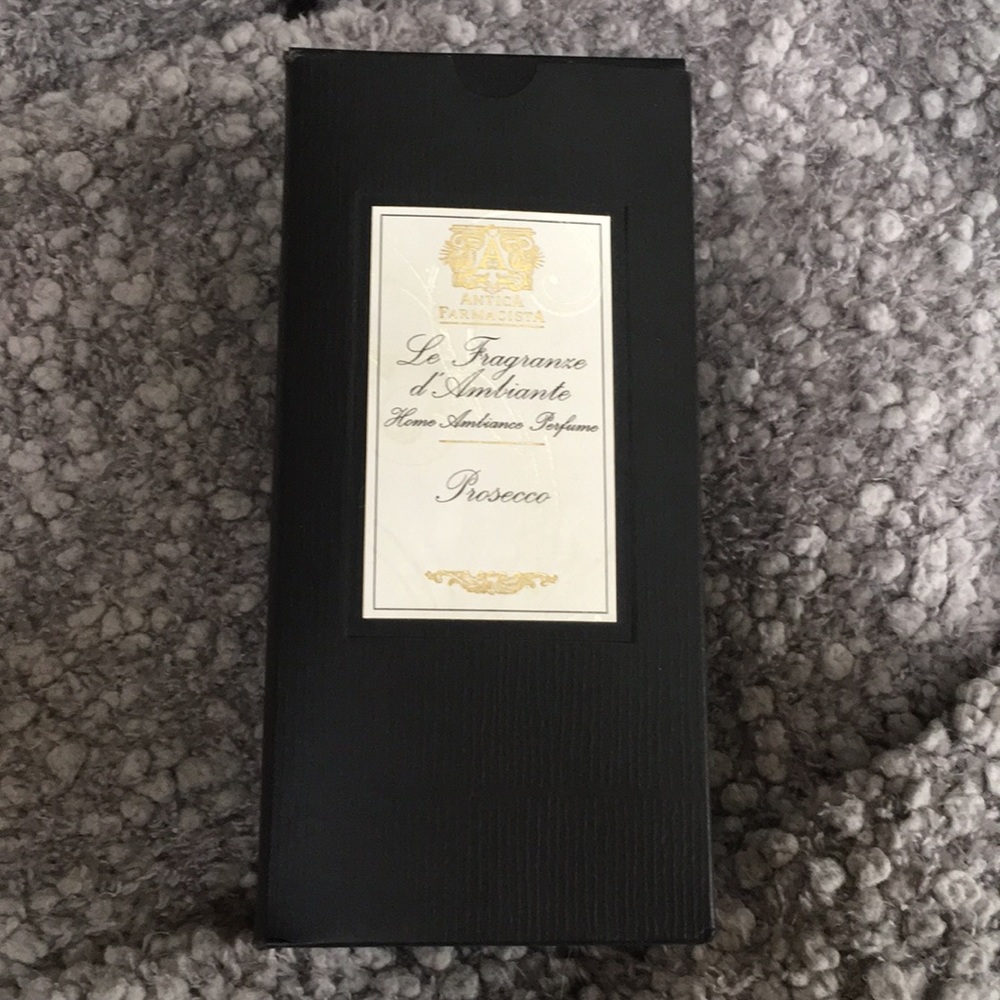 A
ANTICA
FARMACISTA
Le Fragranze
d'Ambiante
Home Ambiance Perfume
Prosecco